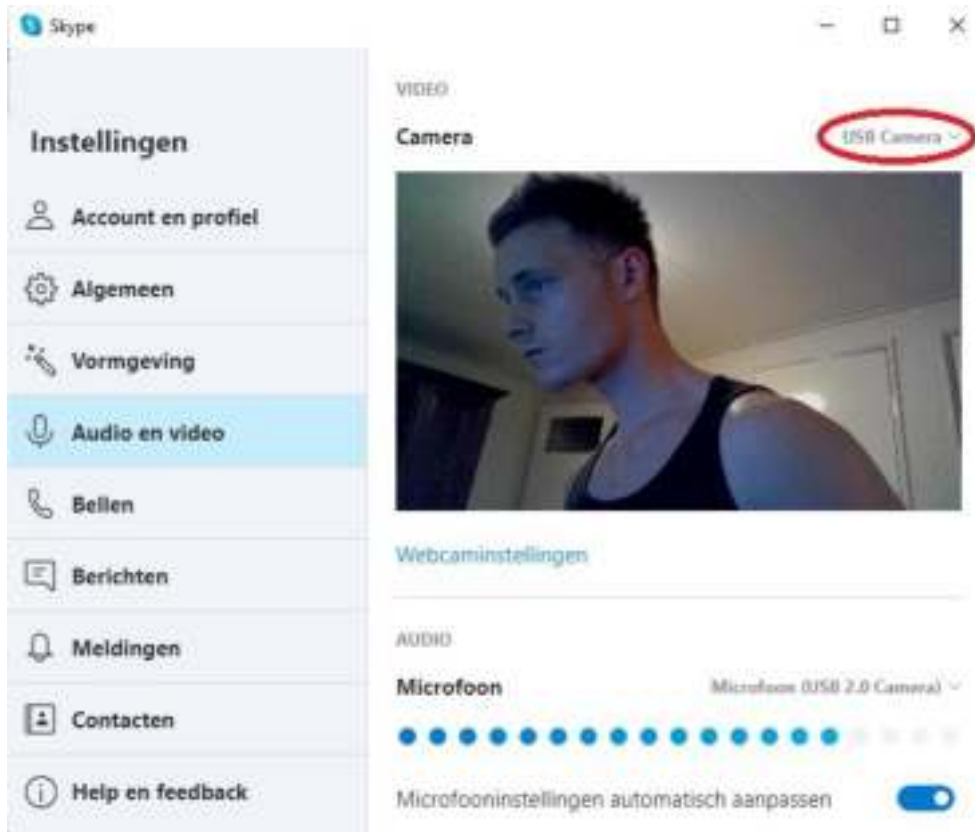 Skype
Instellingen
Account en profiel
Algemeen
Vormgeving
Audio en video
Bellen
Berichten
Meldingen
Contacten
Help en feedback
VIDEO
Camera
USB Camera
Webcaminstellingen
AUDIO
Microfoon
Microfoon (USB 2.0 Camera)
Microfooninstellingen automatisch aanpassen